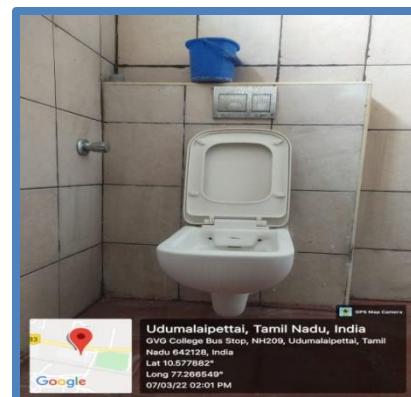 GPS Map Camera
Udumalaipettai, Tamil Nadu, India
GVG College Bus Stop, NH209, Udumalaipettai, Tamil
Nadu 642128, India
Lat 10.577882°
Long 77.266549°
07/03/22 02:01 PM
Google